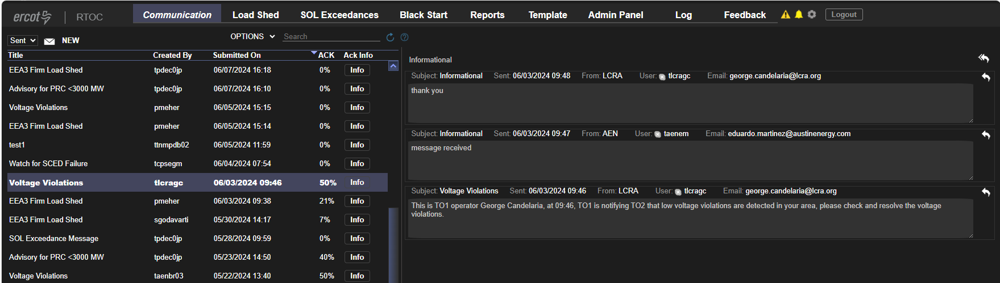 ercot RTOC Communication Load Shed SOL Exceedances Black Start Reports Template Admin Panel Log Feedback Logout
Sent NEW OPTIONS Search
Title Created By Submitted On ACK Ack Info
EEA3 Firm Load Shed tpdec0jp 06/07/2024 16:18 0% Info
Advisory for PRC <3000 MW tpdec0jp 06/07/2024 16:10 0% Info
Voltage Violations pmeher 06/05/2024 15:15 0% Info
EEA3 Firm Load Shed pmeher 06/05/2024 15:14 0% Info
test1 ttnmpdb02 06/05/2024 11:59 0% Info
Watch for SCED Failure tcpsegm 06/04/2024 07:54 0% Info
Voltage Violations tlcragc 06/03/2024 09:46 50% Info
EEA3 Firm Load Shed pmeher 06/03/2024 09:38 21% Info
EEA3 Firm Load Shed sgodavarti 05/30/2024 14:17 7% Info
SOL Exceedance Message tpdec0jp 05/28/2024 09:59 0% Info
Advisory for PRC <3000 MW tpdec0jp 05/23/2024 14:50 40% Info
Voltage Violations taenbr03 05/22/2024 13:40 50% Info
Informational
Subject: Informational Sent: 06/03/2024 09:48 From: LCRA User: tlcragc Email: george.candelaria@lcra.org
thank you
Subject: Informational Sent: 06/03/2024 09:47 From: AEN User: taenem Email: eduardo.martinez@austinenergy.com
message received
Subject: Voltage Violations Sent: 06/03/2024 09:46 From: LCRA User: tlcragc Email: george.candelaria@lcra.org
This is TO1 operator George Candelaria, at 09:46, TO1 is notifying TO2 that low voltage violations are detected in your area, please check and resolve the voltage
violations.